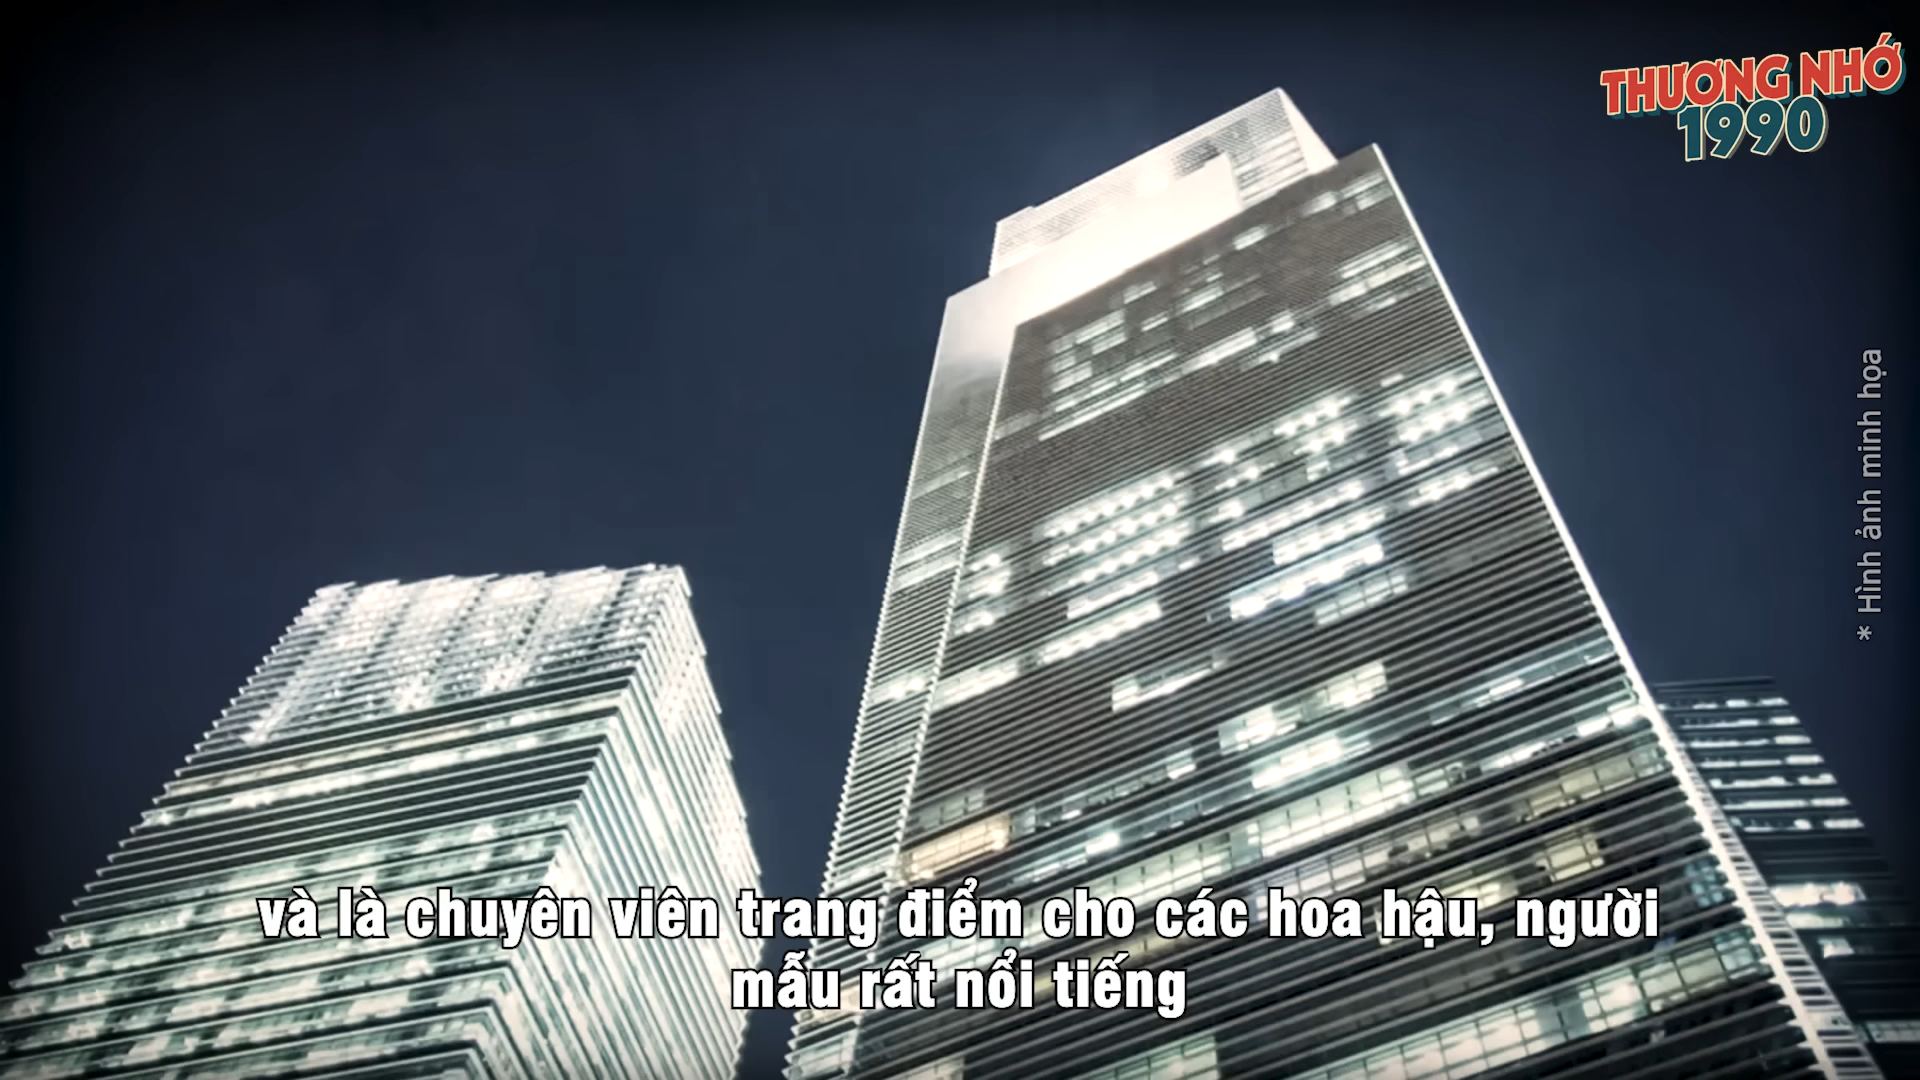 THƯƠNG NHỚ
1990
* Hình ảnh minh họa
và là chuyên viên trang điểm cho các hoa hậu, người
mẫu rất nổi tiếng